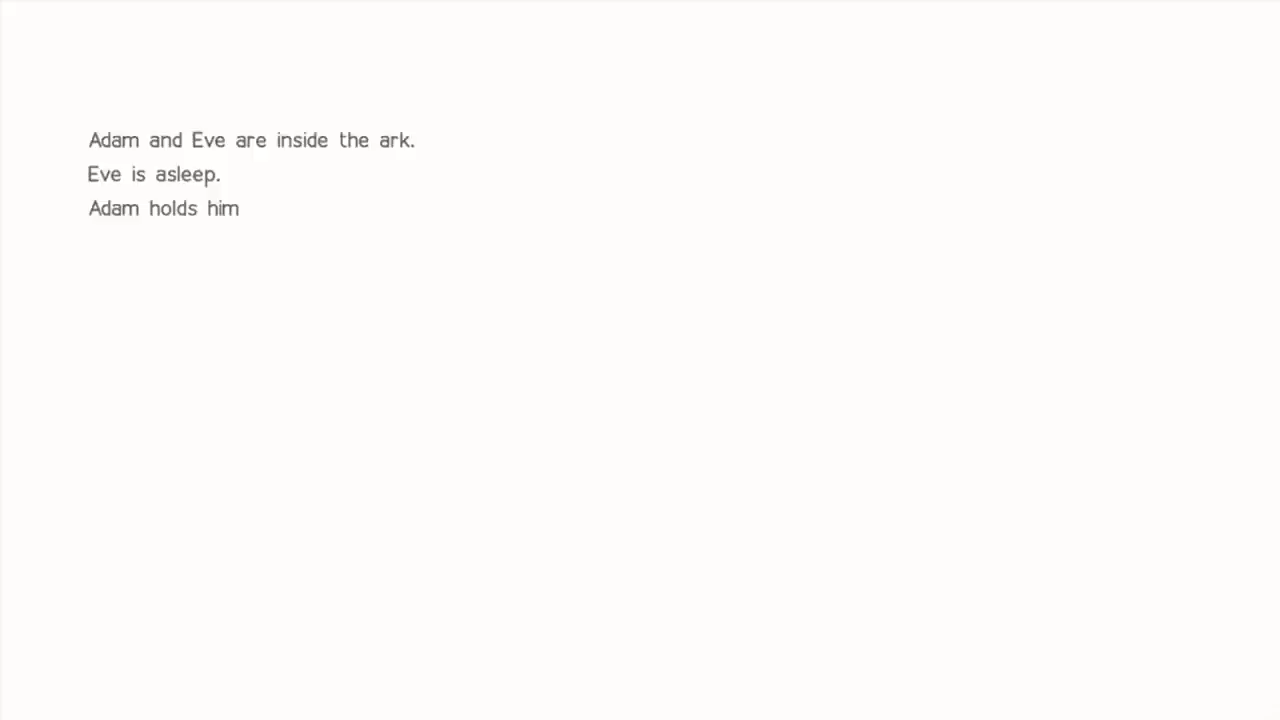 Adam and Eve are inside the ark.
Eve is asleep.
Adam holds him